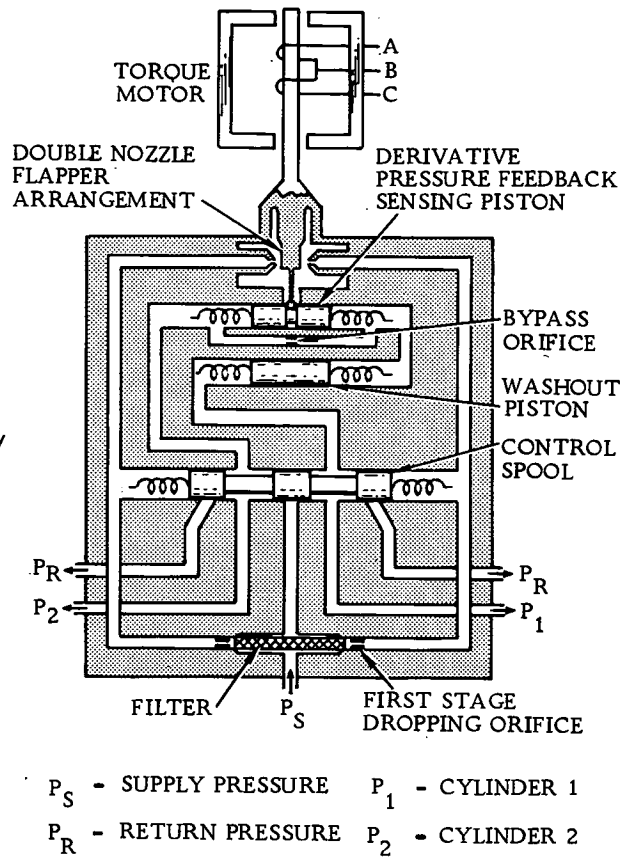 TORQUE
MOTOR
A
B
C
DOUBLE NOZZLE
FLAPPER
ARRANGEMENT
DERIVATIVE
PRESSURE FEEDBACK
SENSING PISTON
BYPASS
ORIFICE
WASHOUT
PISTON
CONTROL
SPOOL
PR
PR
P2
P1
FILTER
PS
FIRST STAGE
DROPPING ORIFICE
PS - SUPPLY PRESSURE P1 - CYLINDER 1
PR - RETURN PRESSURE P2 - CYLINDER 2